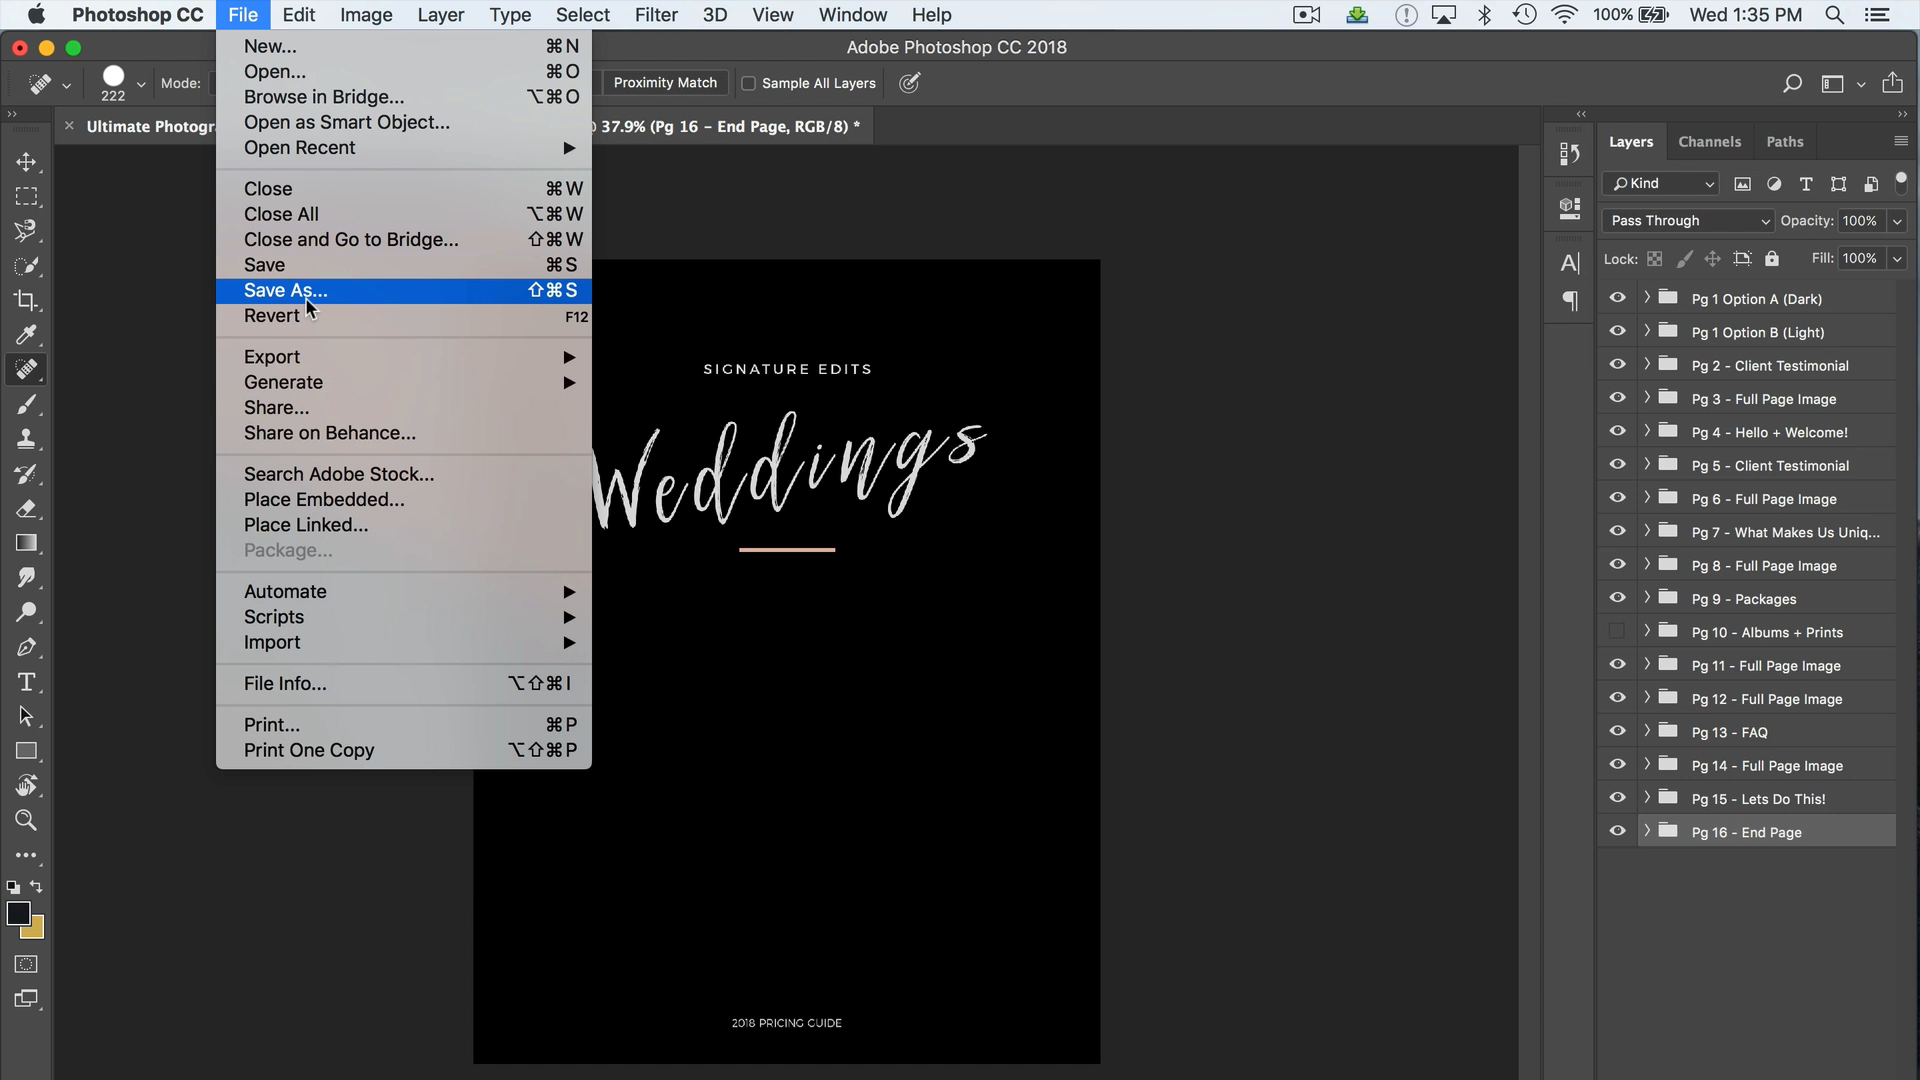 Photoshop CC File Edit Image Layer Type Select Filter 3D View Window Help 100% Wed 1:35 PM
Adobe Photoshop CC 2018
222 Mode: Proximity Match Sample All Layers
Ultimate Photogra 37.9% (Pg 16 - End Page, RGB/8) *
New... ⌘N
Open... ⌘O
Browse in Bridge... ⌥⌘O
Open as Smart Object...
Open Recent ▶
Close ⌘W
Close All ⌥⌘W
Close and Go to Bridge... ⇧⌘W
Save ⌘S
Save As... ⇧⌘S
Revert F12
Export ▶
Generate ▶
Share...
Share on Behance...
Search Adobe Stock...
Place Embedded...
Place Linked...
Package...
Automate ▶
Scripts ▶
Import ▶
File Info... ⌥⇧⌘I
Print... ⌘P
Print One Copy ⌥⇧⌘P
SIGNATURE EDITS
Weddings
2018 PRICING GUIDE
Layers Channels Paths
Kind
Pass Through Opacity: 100%
Lock: Fill: 100%
Pg 1 Option A (Dark)
Pg 1 Option B (Light)
Pg 2 - Client Testimonial
Pg 3 - Full Page Image
Pg 4 - Hello + Welcome!
Pg 5 - Client Testimonial
Pg 6 - Full Page Image
Pg 7 - What Makes Us Uniq...
Pg 8 - Full Page Image
Pg 9 - Packages
Pg 10 - Albums + Prints
Pg 11 - Full Page Image
Pg 12 - Full Page Image
Pg 13 - FAQ
Pg 14 - Full Page Image
Pg 15 - Lets Do This!
Pg 16 - End Page